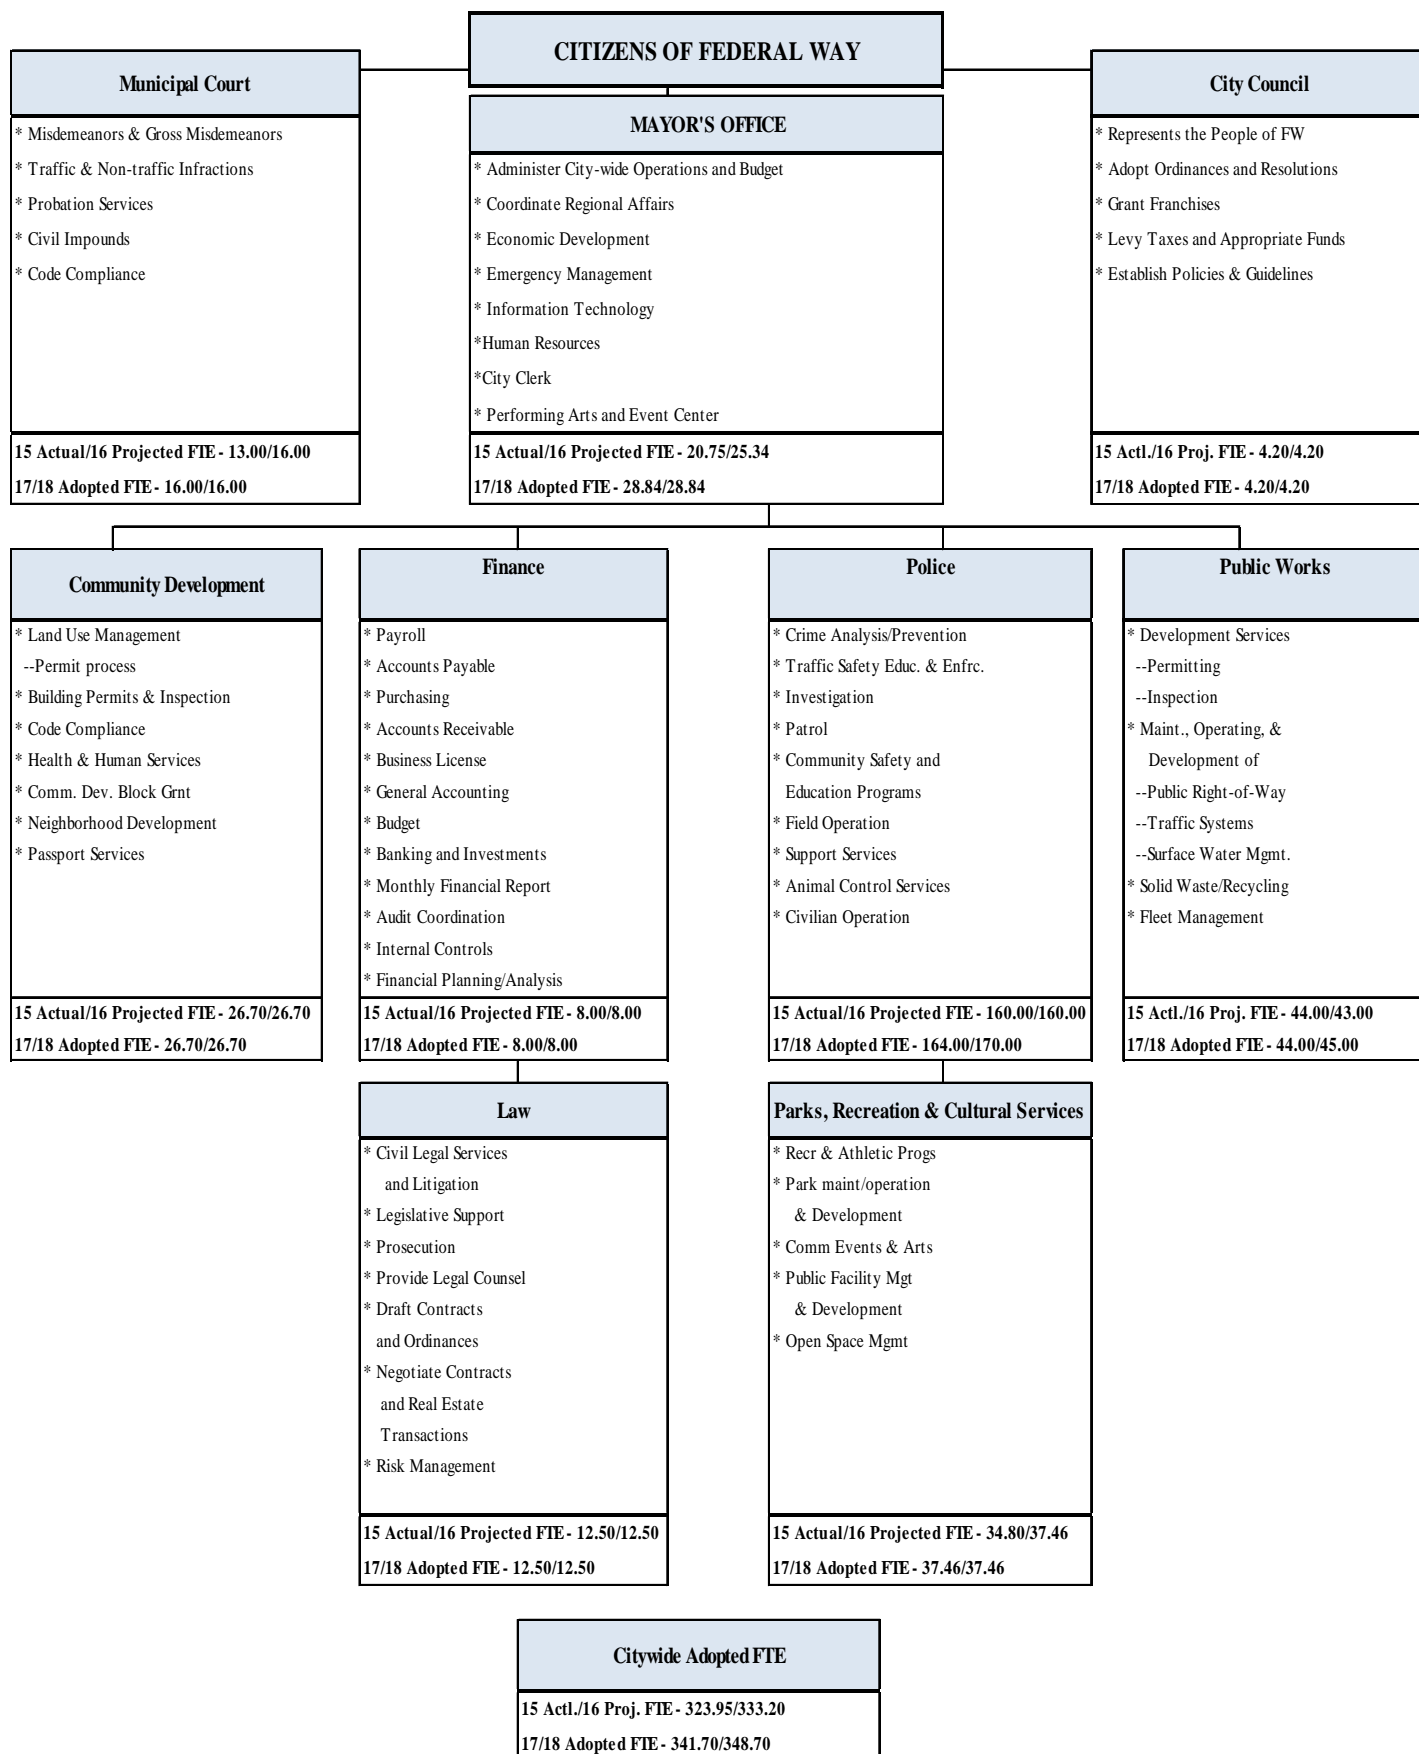 CITIZENS OF FEDERAL WAY
Municipal Court
* Misdemeanors & Gross Misdemeanors
* Traffic & Non-traffic Infractions
* Probation Services
* Civil Impounds
* Code Compliance
15 Actual/16 Projected FTE - 13.00/16.00
17/18 Adopted FTE - 16.00/16.00
MAYOR'S OFFICE
* Administer City-wide Operations and Budget
* Coordinate Regional Affairs
* Economic Development
* Emergency Management
* Information Technology
*Human Resources
*City Clerk
* Performing Arts and Event Center
15 Actual/16 Projected FTE - 20.75/25.34
17/18 Adopted FTE - 28.84/28.84
City Council
* Represents the People of FW
* Adopt Ordinances and Resolutions
* Grant Franchises
* Levy Taxes and Appropriate Funds
* Establish Policies & Guidelines
15 Actl./16 Proj. FTE - 4.20/4.20
17/18 Adopted FTE - 4.20/4.20
Community Development
* Land Use Management
--Permit process
* Building Permits & Inspection
* Code Compliance
* Health & Human Services
* Comm. Dev. Block Grnt
* Neighborhood Development
* Passport Services
15 Actual/16 Projected FTE - 26.70/26.70
17/18 Adopted FTE - 26.70/26.70
Finance
* Payroll
* Accounts Payable
* Purchasing
* Accounts Receivable
* Business License
* General Accounting
* Budget
* Banking and Investments
* Monthly Financial Report
* Audit Coordination
* Internal Controls
* Financial Planning/Analysis
15 Actual/16 Projected FTE - 8.00/8.00
17/18 Adopted FTE - 8.00/8.00
Police
* Crime Analysis/Prevention
* Traffic Safety Educ. & Enfrc.
* Investigation
* Patrol
* Community Safety and
Education Programs
* Field Operation
* Support Services
* Animal Control Services
* Civilian Operation
15 Actual/16 Projected FTE - 160.00/160.00
17/18 Adopted FTE - 164.00/170.00
Public Works
* Development Services
--Permitting
--Inspection
* Maint., Operating, &
Development of
--Public Right-of-Way
--Traffic Systems
--Surface Water Mgmt.
* Solid Waste/Recycling
* Fleet Management
15 Actl./16 Proj. FTE - 44.00/43.00
17/18 Adopted FTE - 44.00/45.00
Law
* Civil Legal Services
and Litigation
* Legislative Support
* Prosecution
* Provide Legal Counsel
* Draft Contracts
and Ordinances
* Negotiate Contracts
and Real Estate
Transactions
* Risk Management
15 Actual/16 Projected FTE - 12.50/12.50
17/18 Adopted FTE - 12.50/12.50
Parks, Recreation & Cultural Services
* Recr & Athletic Progs
* Park maint/operation
& Development
* Comm Events & Arts
* Public Facility Mgt
& Development
* Open Space Mgmt
15 Actual/16 Projected FTE - 34.80/37.46
17/18 Adopted FTE - 37.46/37.46
Citywide Adopted FTE
15 Actl./16 Proj. FTE - 323.95/333.20
17/18 Adopted FTE - 341.70/348.70